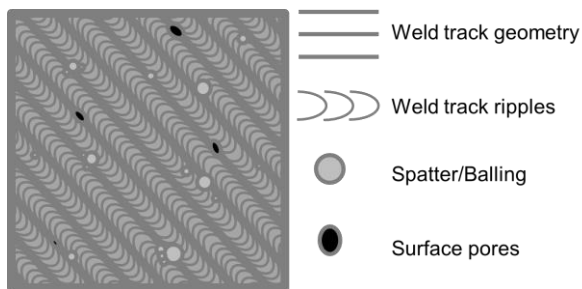 Weld track geometry
Weld track ripples
Spatter/Balling
Surface pores